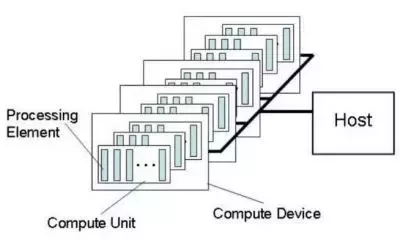 Processing
Element
Host
Compute Unit
Compute Device